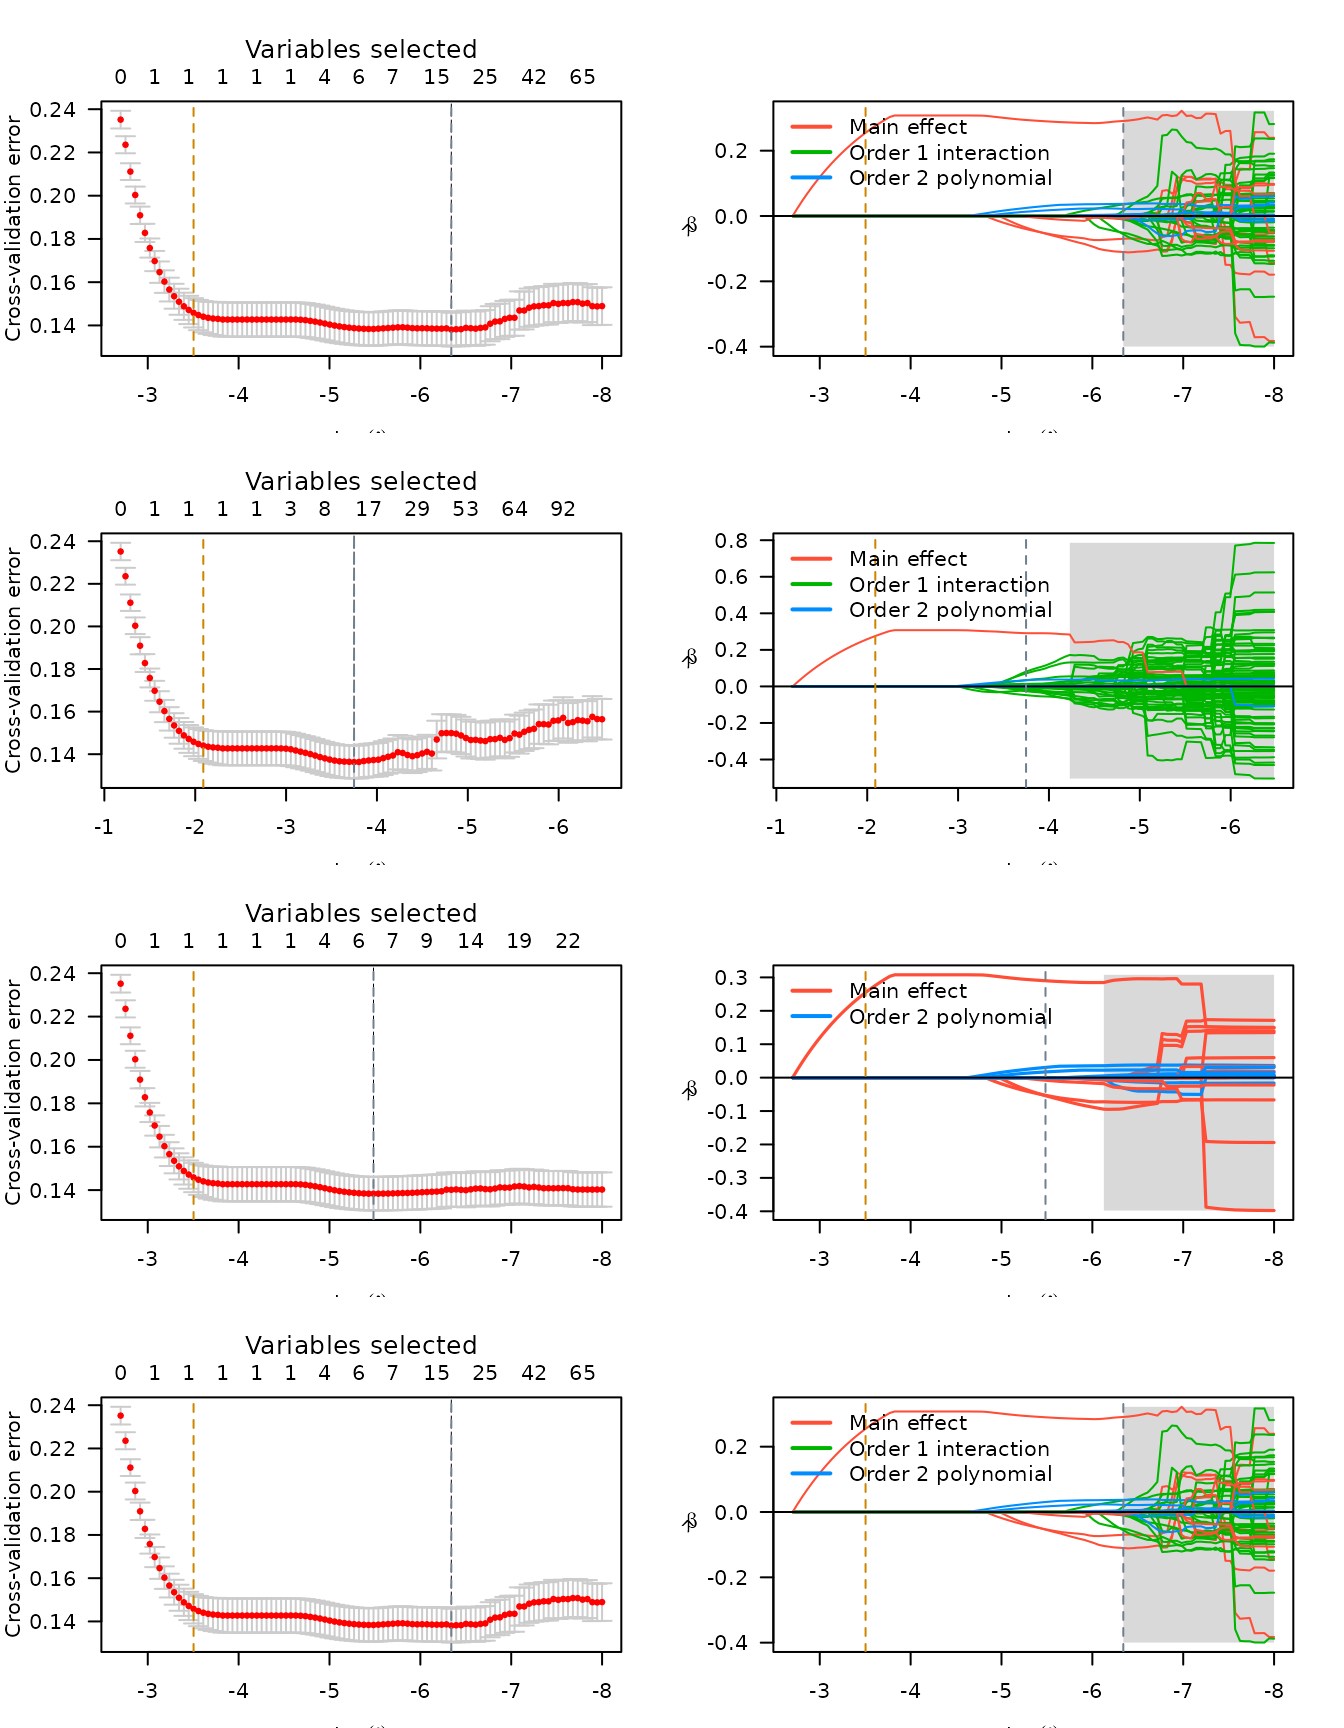 Variables selected
0 1 1 1 1 1 4 6 7 15 25 42 65
Cross-validation error
0.24
0.22
0.20
0.18
0.16
0.14
-3 -4 -5 -6 -7 -8
Main effect
Order 1 interaction
Order 2 polynomial
β̂
0.2
0.0
-0.2
-0.4
-3 -4 -5 -6 -7 -8
Variables selected
0 1 1 1 1 3 8 17 29 53 64 92
Cross-validation error
0.24
0.22
0.20
0.18
0.16
0.14
-1 -2 -3 -4 -5 -6
Main effect
Order 1 interaction
Order 2 polynomial
β̂
0.8
0.6
0.4
0.2
0.0
-0.2
-0.4
-1 -2 -3 -4 -5 -6
Variables selected
0 1 1 1 1 1 4 6 7 9 14 19 22
Cross-validation error
0.24
0.22
0.20
0.18
0.16
0.14
-3 -4 -5 -6 -7 -8
Main effect
Order 2 polynomial
β̂
0.3
0.2
0.1
0.0
-0.1
-0.2
-0.3
-0.4
-3 -4 -5 -6 -7 -8
Variables selected
0 1 1 1 1 1 4 6 7 15 25 42 65
Cross-validation error
0.24
0.22
0.20
0.18
0.16
0.14
-3 -4 -5 -6 -7 -8
Main effect
Order 1 interaction
Order 2 polynomial
β̂
0.2
0.0
-0.2
-0.4
-3 -4 -5 -6 -7 -8